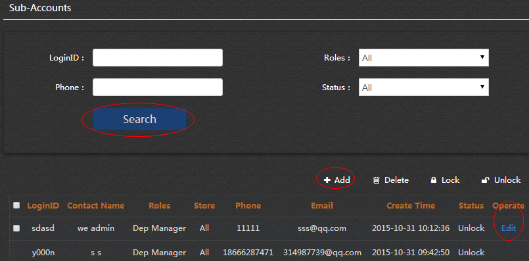 Sub-Accounts
LoginID : Roles : All
Phone : Status : All
Search
Add Delete Lock Unlock
LoginID Contact Name Roles Store Phone Email Create Time Status Operate
sdasd we admin Dep Manager All 11111 sss@qq.com 2015-10-31 10:12:36 Unlock Edit
y000n s s Dep Manager All 18666287471 314987739@qq.com 2015-10-31 09:42:50 Unlock